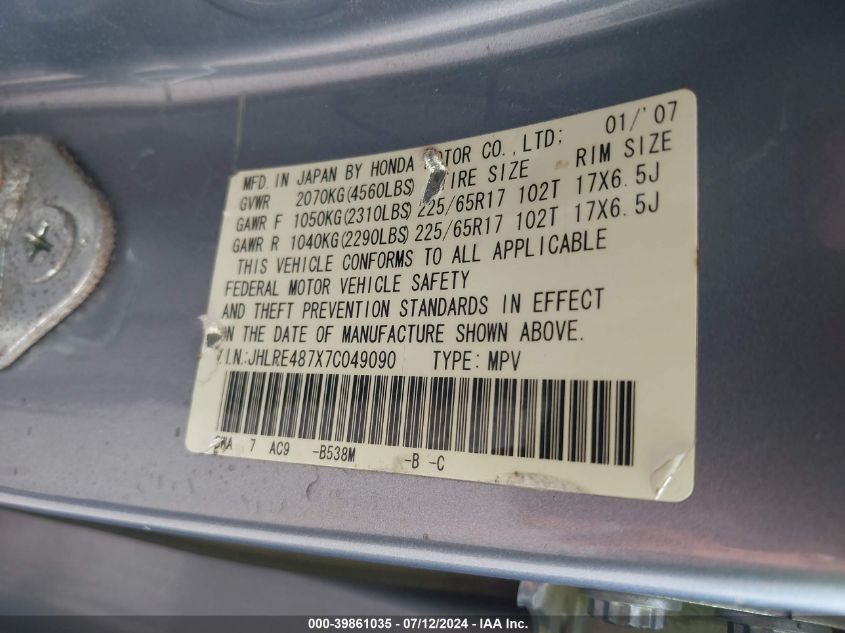 MFD. IN JAPAN BY HONDA TOR CO.,LTD; 01/'07
GVWR 2070KG(4560LBS) TIRE SIZE RIM SIZE
GAWR F 1050KG(2310LBS) 225/65R17 102T 17X6.5J
GAWR R 1040KG(2290LBS) 225/65R17 102T 17X6.5J
THIS VEHICLE CONFORMS TO ALL APPLICABLE
FEDERAL MOTOR VEHICLE SAFETY
AND THEFT PREVENTION STANDARDS IN EFFECT
ON THE DATE OF MANUFACTURE SHOWN ABOVE.
V.I.N.:JHLRE487X7C049090 TYPE: MPV
SWA 7 AC9 -B538M -B -C
000-39861035 - 07/12/2024 - IAA Inc.